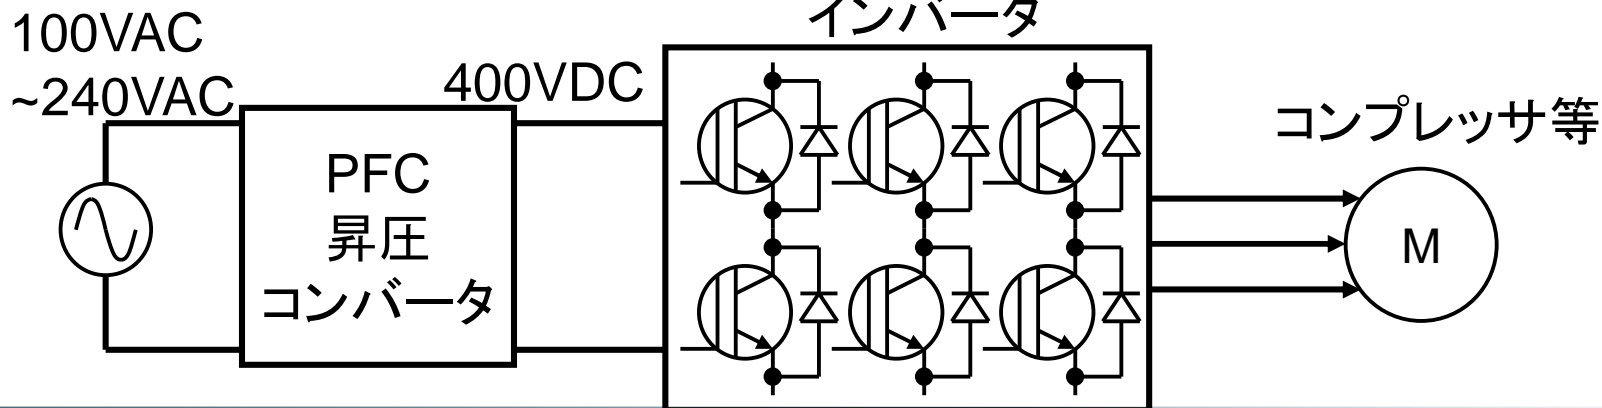 インバータ
100VAC
~240VAC
400VDC
PFC
昇圧
コンバータ
コンプレッサ等
M